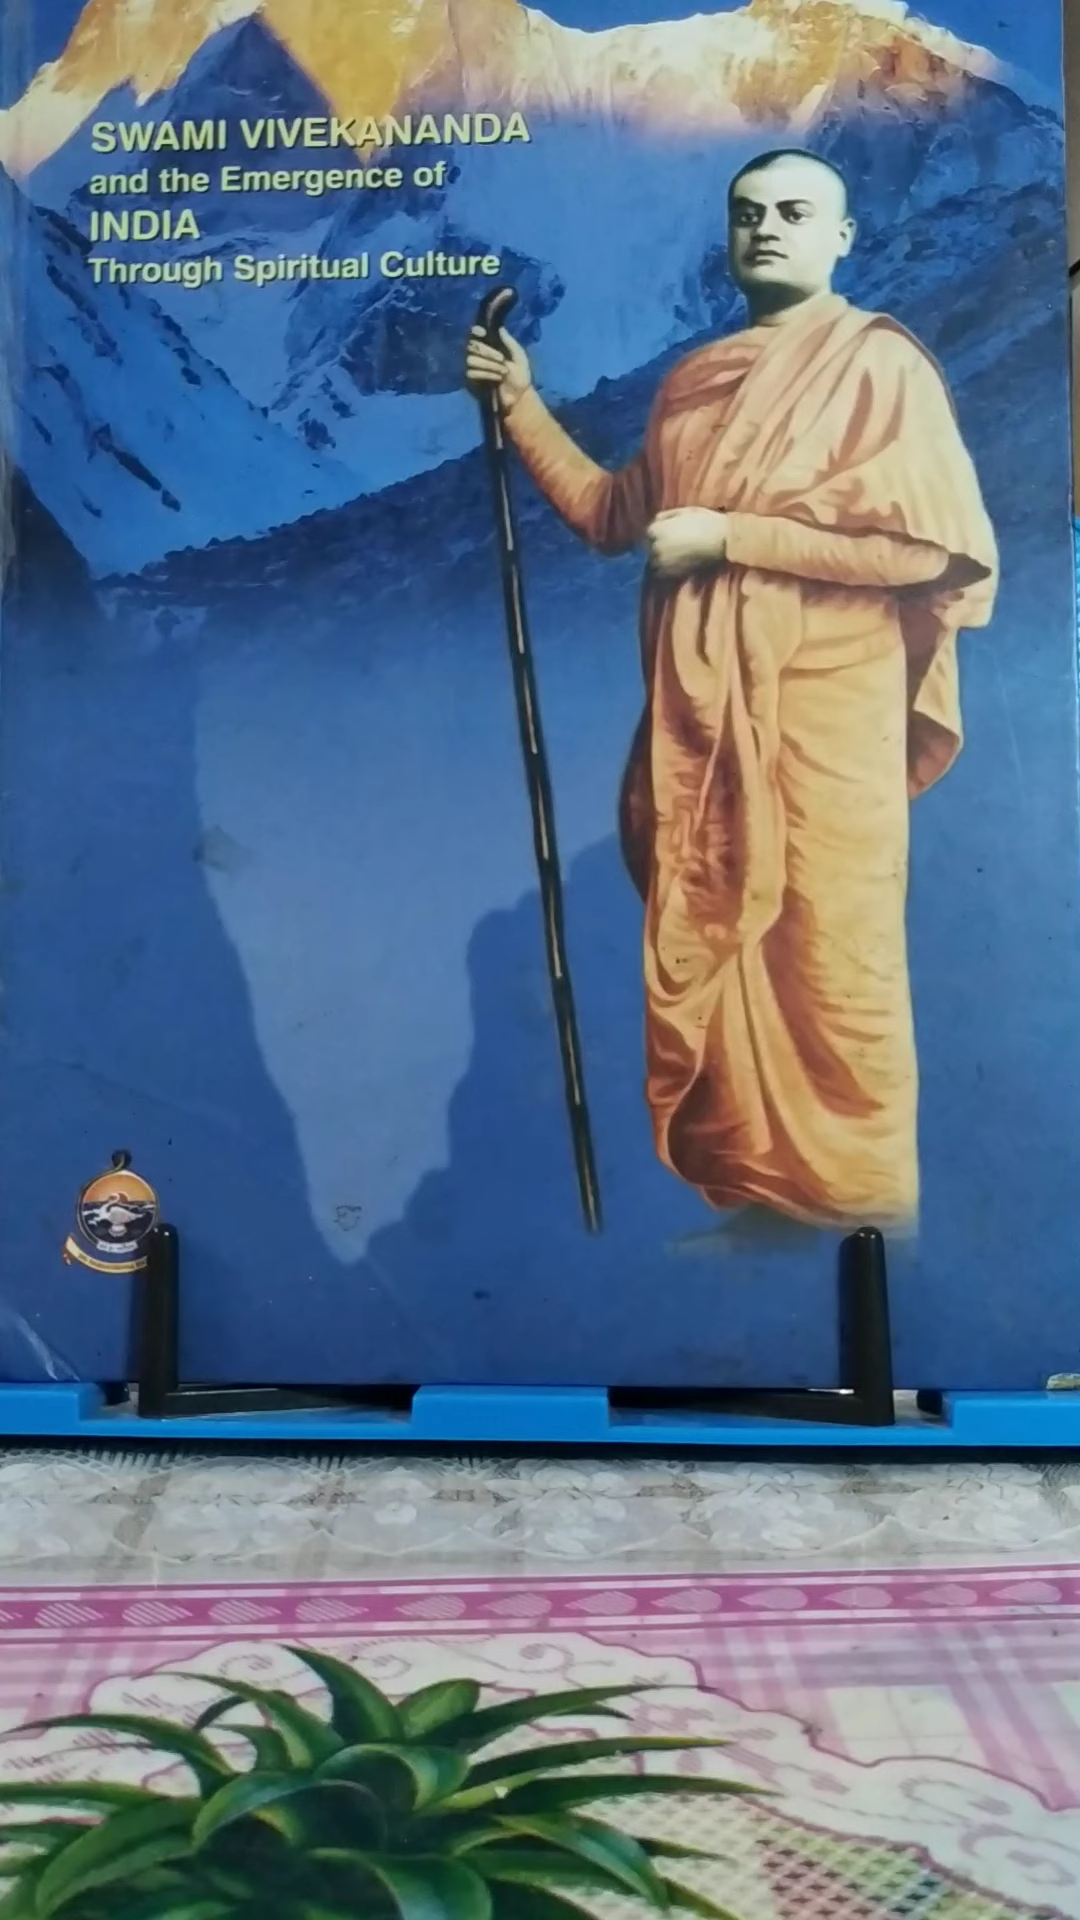 SWAMI VIVEKANANDA
and the Emergence of
INDIA
Through Spiritual Culture